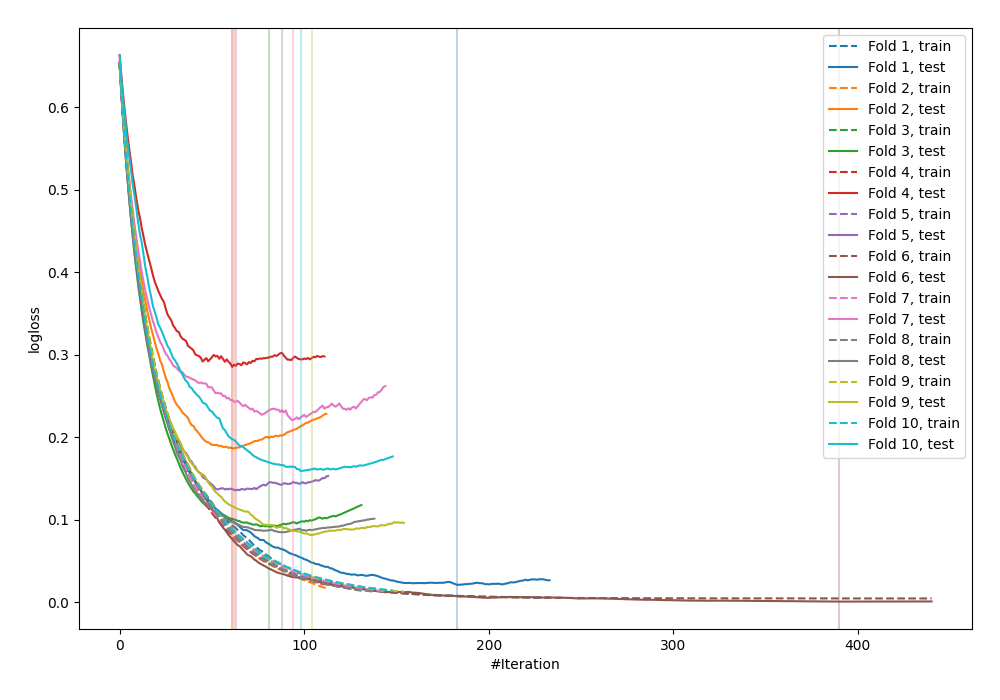 0.6
0.5
0.4
0.3
0.2
0.1
0.0
logloss
0
100
200
300
400
#Iteration
Fold 1, train
Fold 1, test
Fold 2, train
Fold 2, test
Fold 3, train
Fold 3, test
Fold 4, train
Fold 4, test
Fold 5, train
Fold 5, test
Fold 6, train
Fold 6, test
Fold 7, train
Fold 7, test
Fold 8, train
Fold 8, test
Fold 9, train
Fold 9, test
Fold 10, train
Fold 10, test